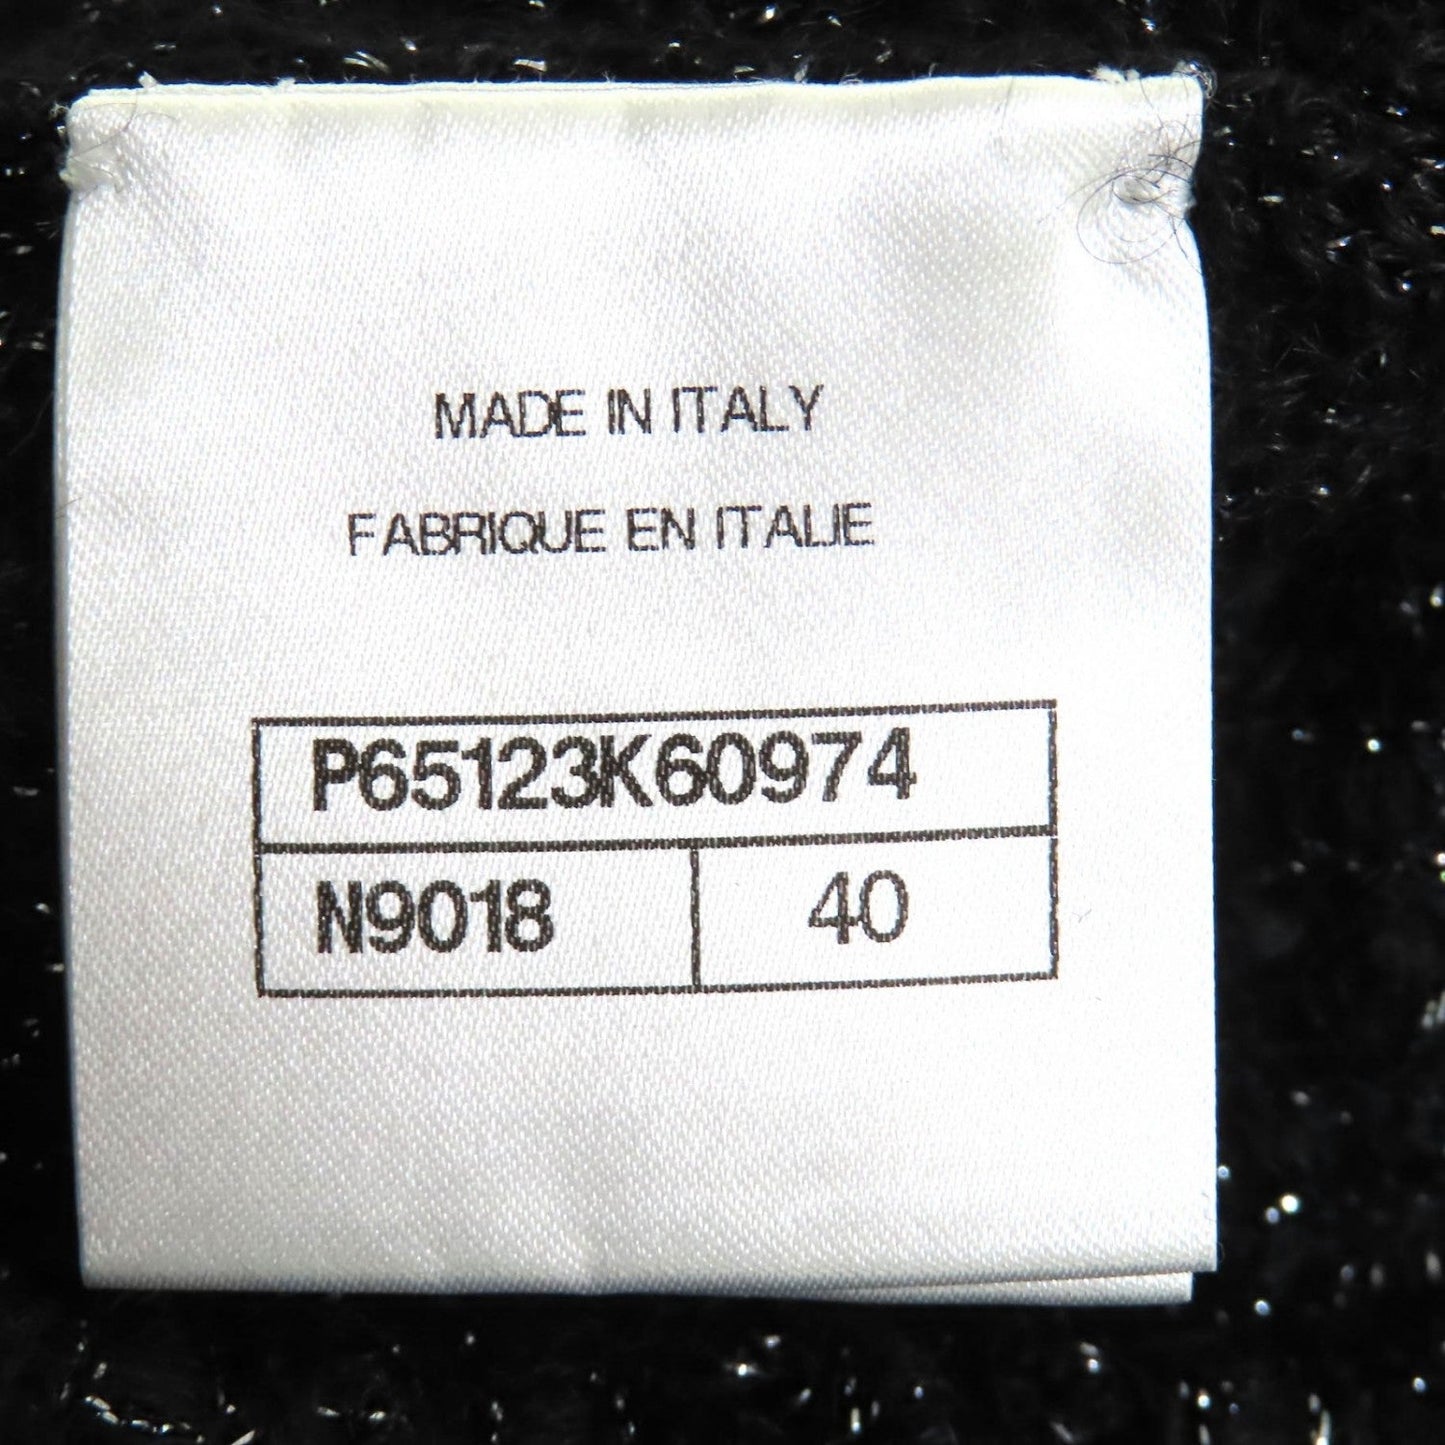 MADE IN ITALY
FABRIQUE EN ITALIE
P65123K60974
N9018 40